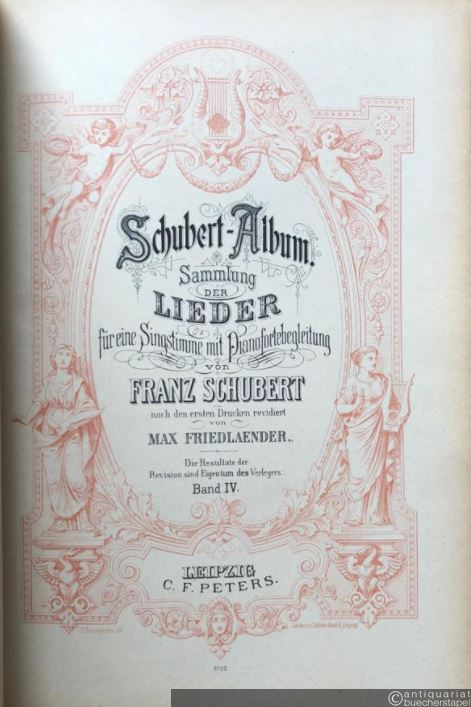 Schubert-Album.
Sammlung
DER
LIEDER
für eine Singstimme mit Pianofortebegleitung
von
FRANZ SCHUBERT
nach den ersten Drucken revidiert
von
MAX FRIEDLAENDER.
Die Resultate der
Revision sind Eigentum des Verlegers.
Band IV.
LEIPZIG
C. F. PETERS.
©antiquariat
buecherstapel